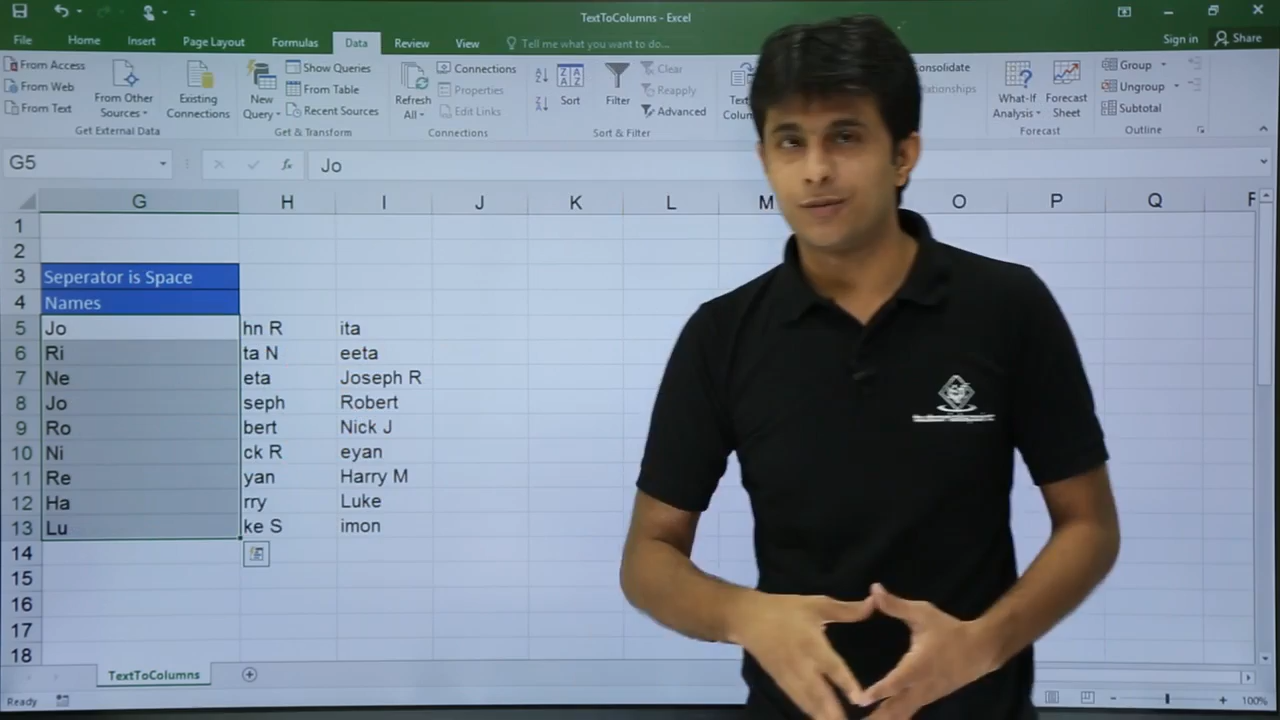 TextToColumns - Excel
File Home Insert Page Layout Formulas Data Review View Tell me what you want to do... Sign in Share
From Access
From Web
From Text
From Other Sources
Existing Connections
Get External Data
New Query
Show Queries
From Table
Recent Sources
Get & Transform
Refresh All
Connections
Properties
Edit Links
Connections
Sort
Filter
Clear
Reapply
Advanced
Sort & Filter
What-If Analysis
Forecast Sheet
Forecast
Group
Ungroup
Subtotal
Outline
G5 fx Jo
G H I J K L M O P Q
1
2
3 Seperator is Space
4 Names
5 Jo hn R ita
6 Ri ta N eeta
7 Ne eta Joseph R
8 Jo seph Robert
9 Ro bert Nick J
10 Ni ck R eyan
11 Re yan Harry M
12 Ha rry Luke
13 Lu ke S imon
14
15
16
17
18
TextToColumns
Ready 100%